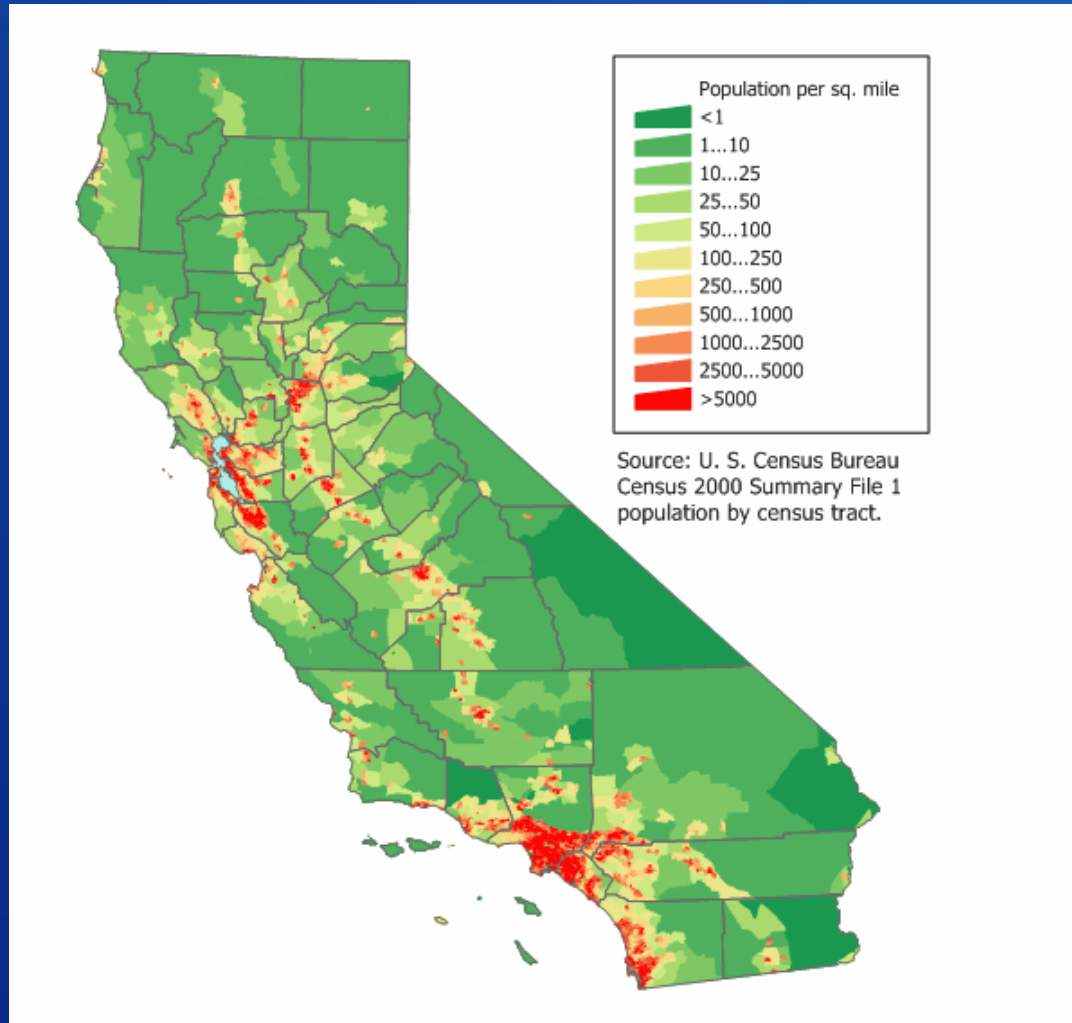 Population per sq. mile
<1
1...10
10...25
25...50
50...100
100...250
250...500
500...1000
1000...2500
2500...5000
>5000
Source: U. S. Census Bureau
Census 2000 Summary File 1
population by census tract.